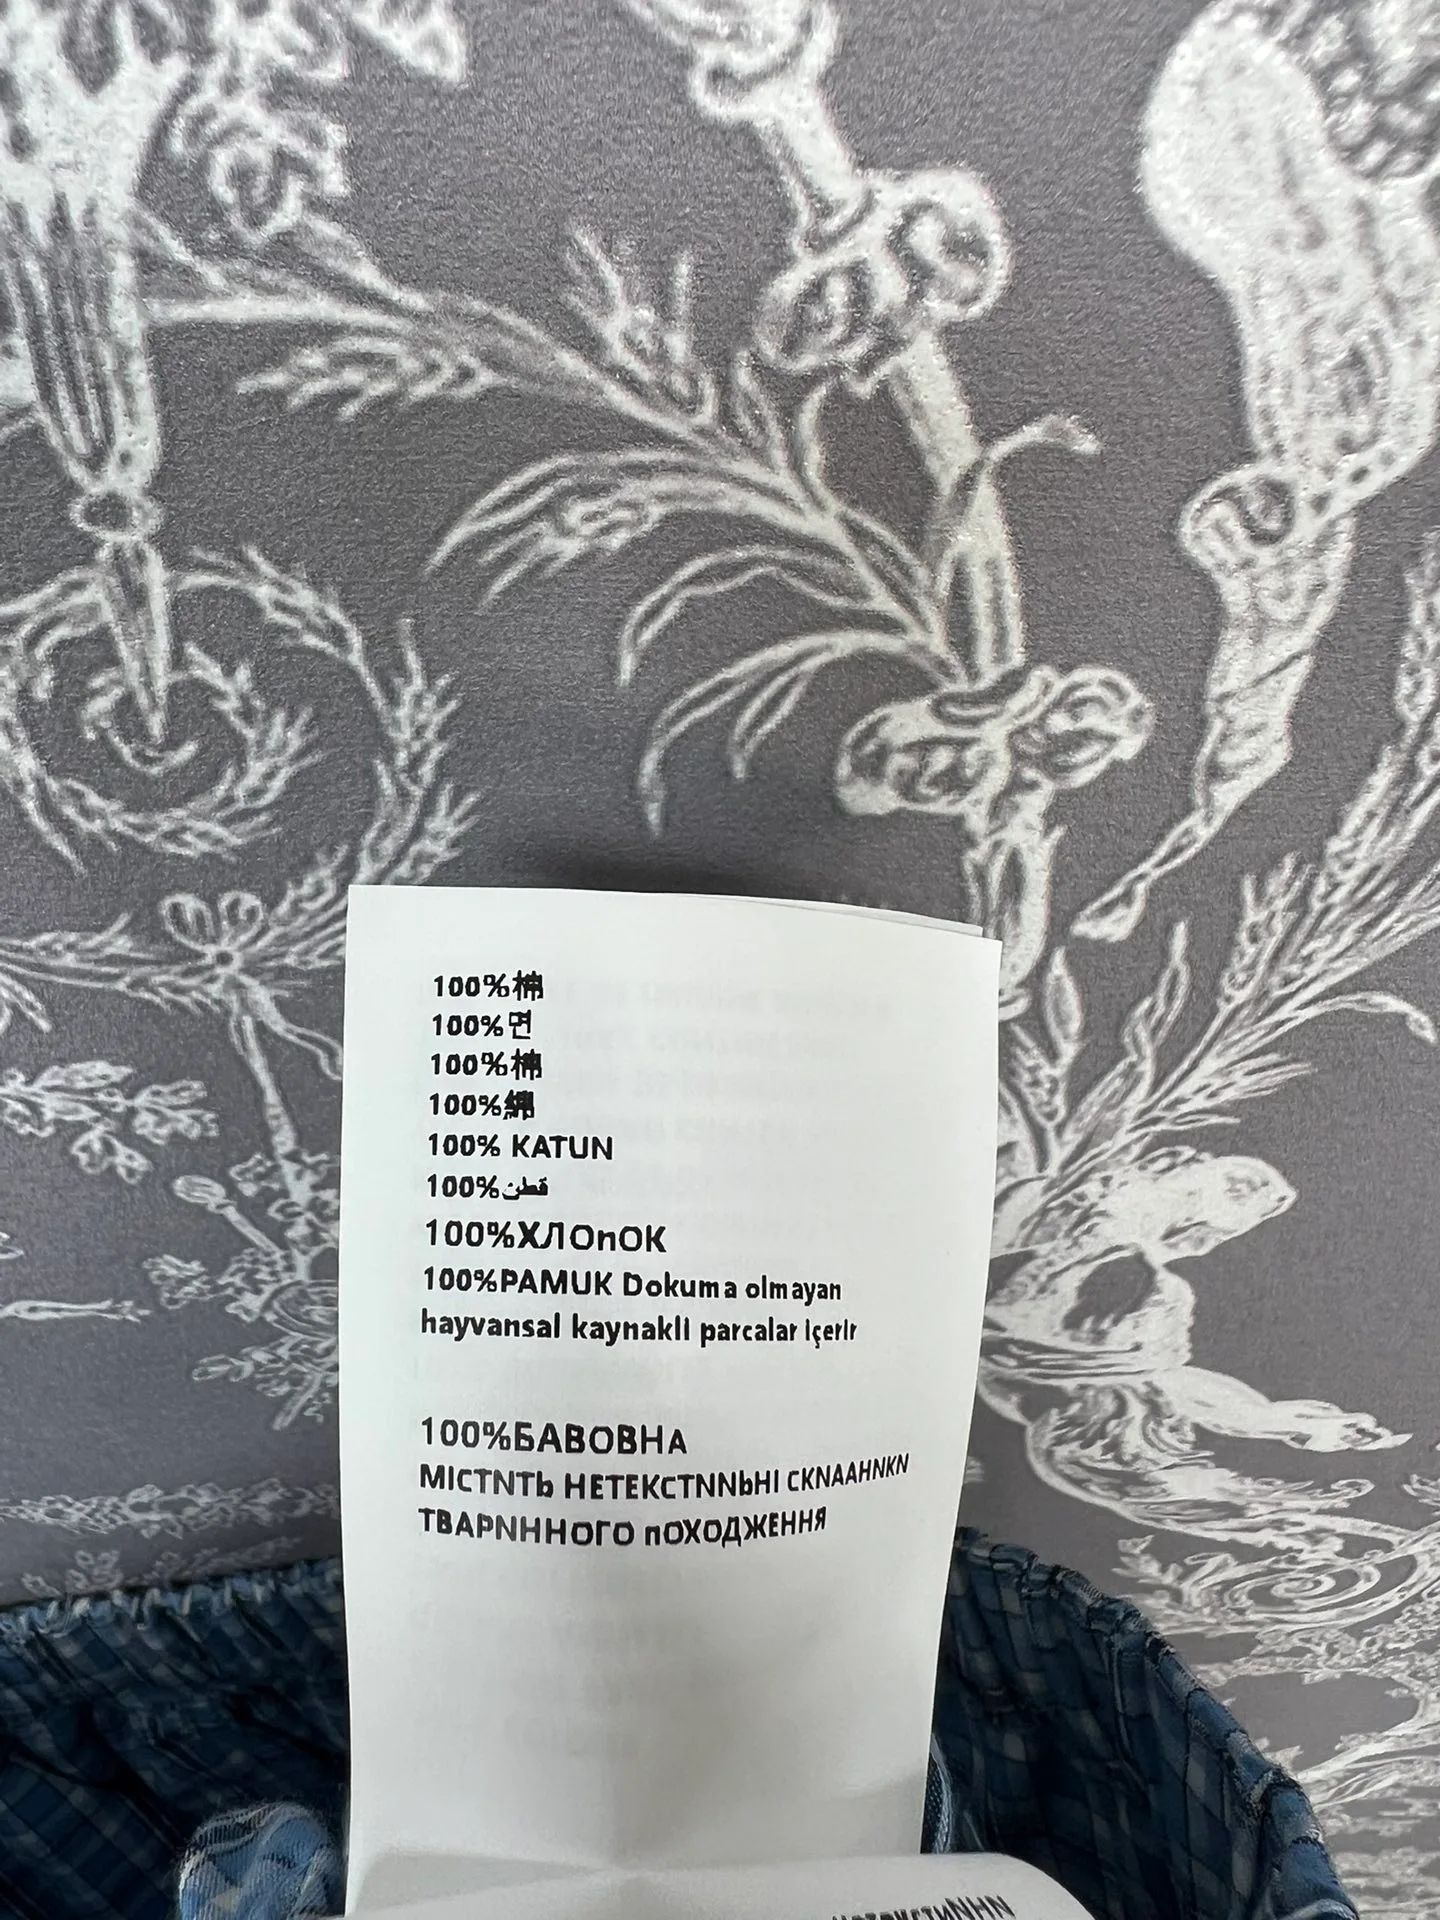 100%棉
100%면
100%棉
100%綿
100% KATUN
100%قطن
100%ХЛОпОК
100%PAMUK Dokuma olmayan
hayvansal kaynakli parcalar içerir
100%БАВОВНА
МІСТNТЬ НЕТЕКСТNNЬНІ СКNААНNКN
ТВАРNННОГО пОХОДЖЕННЯ